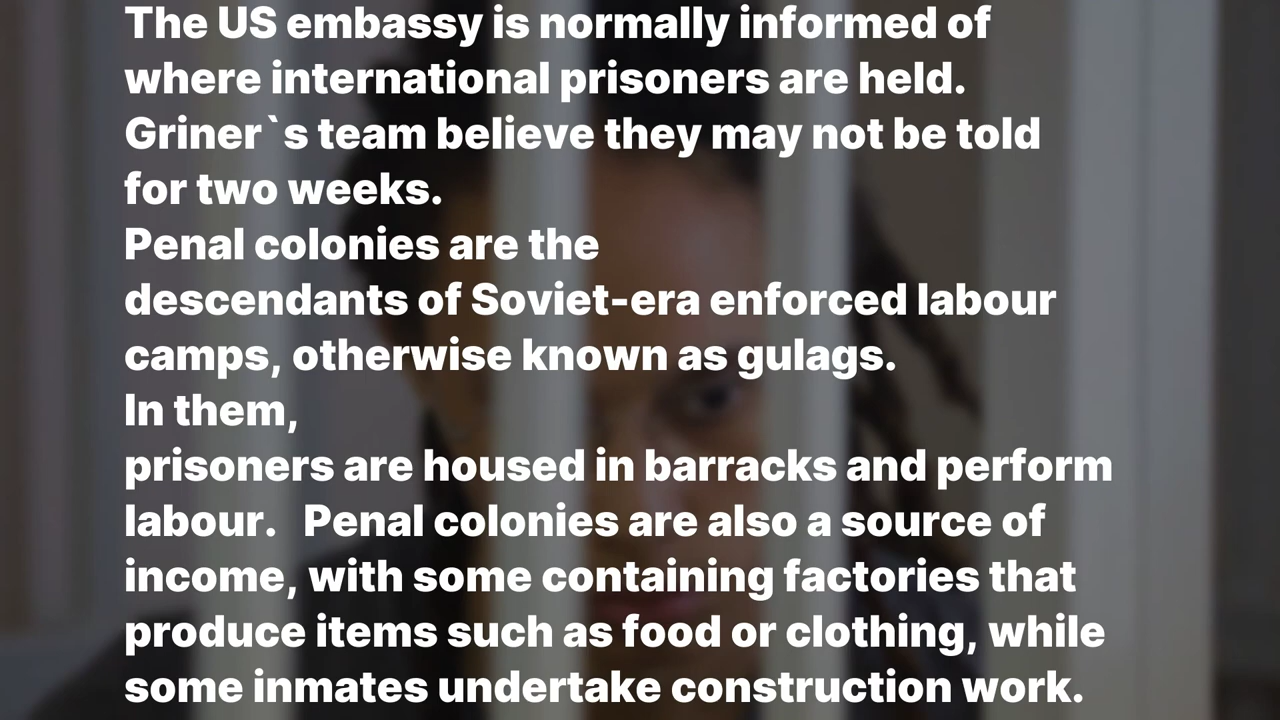 The US embassy is normally informed of
where international prisoners are held.
Griner`s team believe they may not be told
for two weeks.
Penal colonies are the
descendants of Soviet-era enforced labour
camps, otherwise known as gulags.
In them,
prisoners are housed in barracks and perform
labour.  Penal colonies are also a source of
income, with some containing factories that
produce items such as food or clothing, while
some inmates undertake construction work.